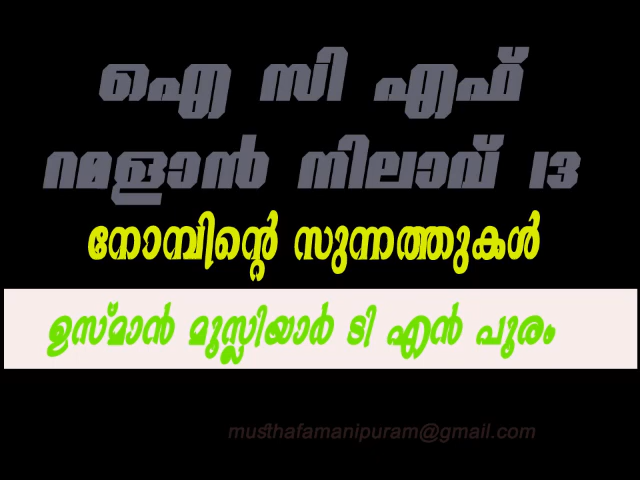 ഐ സി എഫ്
റമളാൻ നിലാവ് 13
നോമ്പിന്റെ സുന്നത്തുകൾ
ഉസ്മാൻ മുസ്ലിയാർ ടി എൻ പുരം
musthafamanipuram@gmail.com